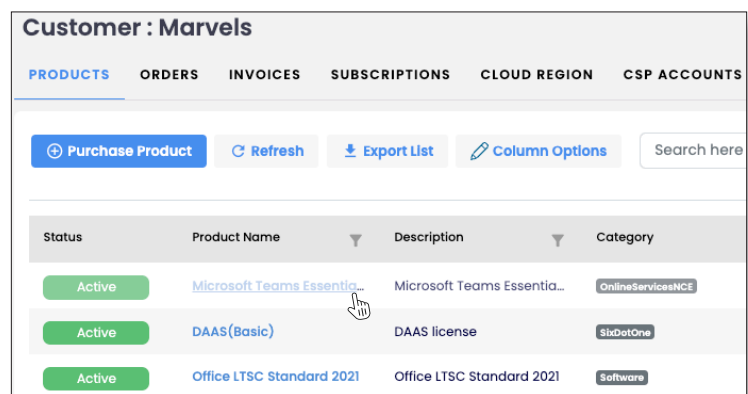 Customer : Marvels
PRODUCTS ORDERS INVOICES SUBSCRIPTIONS CLOUD REGION CSP ACCOUNTS
Purchase Product Refresh Export List Column Options Search here
Status Product Name Description Category
Active Microsoft Teams Essentia... Microsoft Teams Essentia... OnlineServicesNCE
Active DAAS(Basic) DAAS license SixDotOne
Active Office LTSC Standard 2021 Office LTSC Standard 2021 Software